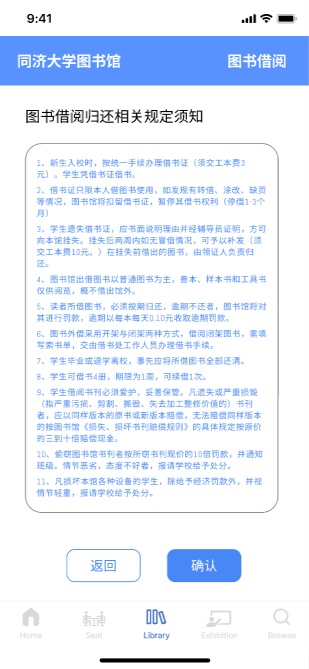 9:41
同济大学图书馆 图书借阅
图书借阅归还相关规定须知
1、新生入校时，按统一手续办理借书证（须交工本费3
元）。学生凭借书证借书。
2、借书证只限本人借图书使用，如发现有转借、涂改、缺页
等情况，图书馆将扣留借书证，暂停其借书权利（停借1-3个
月）
3、学生遗失借书证，应书面说明理由并经辅导员证明，方可
向本馆挂失。挂失后两周内如无冒借情况，可予以补发（须
交工本费10元。）在挂失前借出的图书，由领证人负责归
还。
4、图书馆出借图书以普通图书为主，善本、样本书和工具书
仅供阅览，概不借出馆外。
5、读者所借图书，必须按期归还，逾期不还者，图书馆将对
其进行罚款，逾期以每本每天0.10元收取逾期罚款。
6、图书外借采用开架与闭架两种方式，借阅闭架图书，需填
写索书单，交由借书处工作人员办理借书手续。
7、学生毕业或退学离校，事先应将所借图书全部还清。
8、学生可借书4册，期限为1周，可续借1次。
9、学生借阅书刊必须爱护，妥善保管。凡遗失或严重损毁
（指严重污损、剪割、撕毁、失去加工整修价值的）书刊
者，应以同样版本的原书或新版本赔偿，无法赔偿同样版本
的按图书馆《损失、损坏书刊赔偿规则》的具体规定按原价
的三到十倍赔偿现金。
10、偷窃图书馆书刊者按所窃书刊现价的10倍罚款，并通知
班级。情节恶劣，态度不好者，报请学校给予处分。
11、凡损坏本馆各种设备的学生，除给予经济罚款外，并视
情节轻重，报请学校给予处分。
返回 确认
Home Seat Library Exhibition Browse